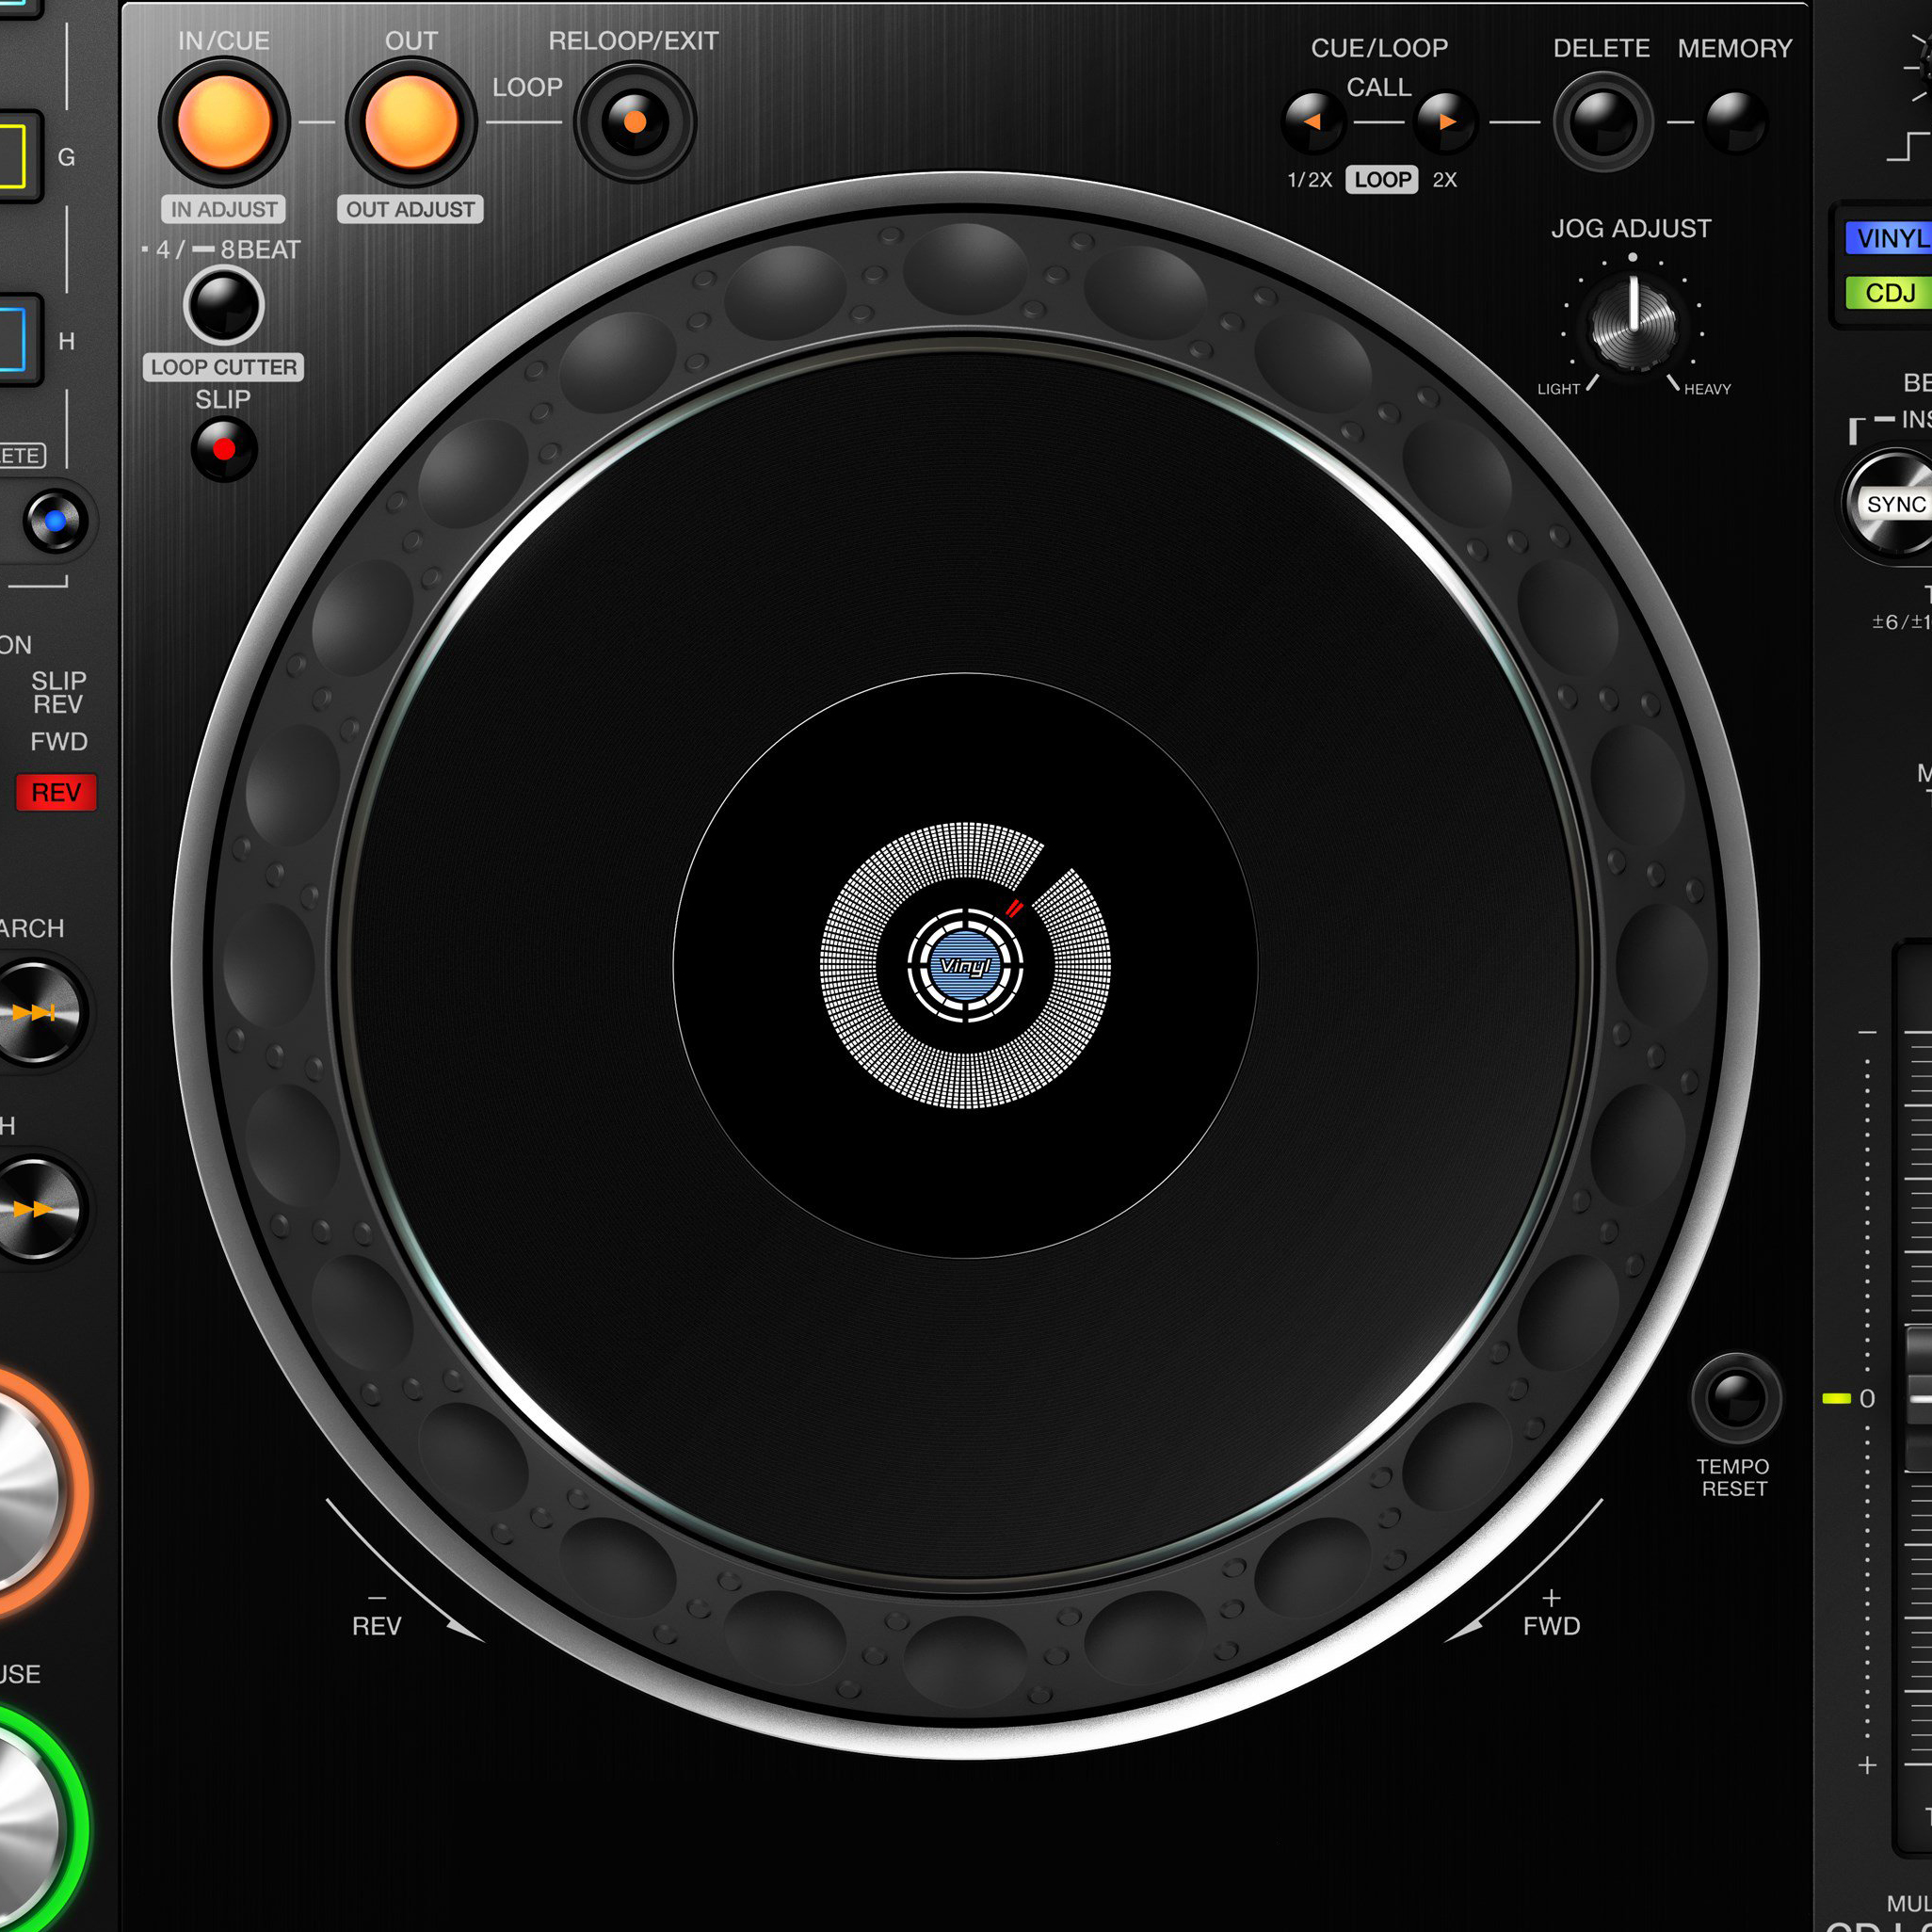 IN/CUE
OUT
RELOOP/EXIT
LOOP
CUE/LOOP
CALL
DELETE
MEMORY
1/2X
LOOP
2X
IN ADJUST
OUT ADJUST
· 4 / — 8BEAT
LOOP CUTTER
SLIP
JOG ADJUST
LIGHT
HEAVY
G
H
SLIP
REV
FWD
REV
VINYL
CDJ
SYNC
Vinyl
0
TEMPO
RESET
−
REV
+
FWD
−
+